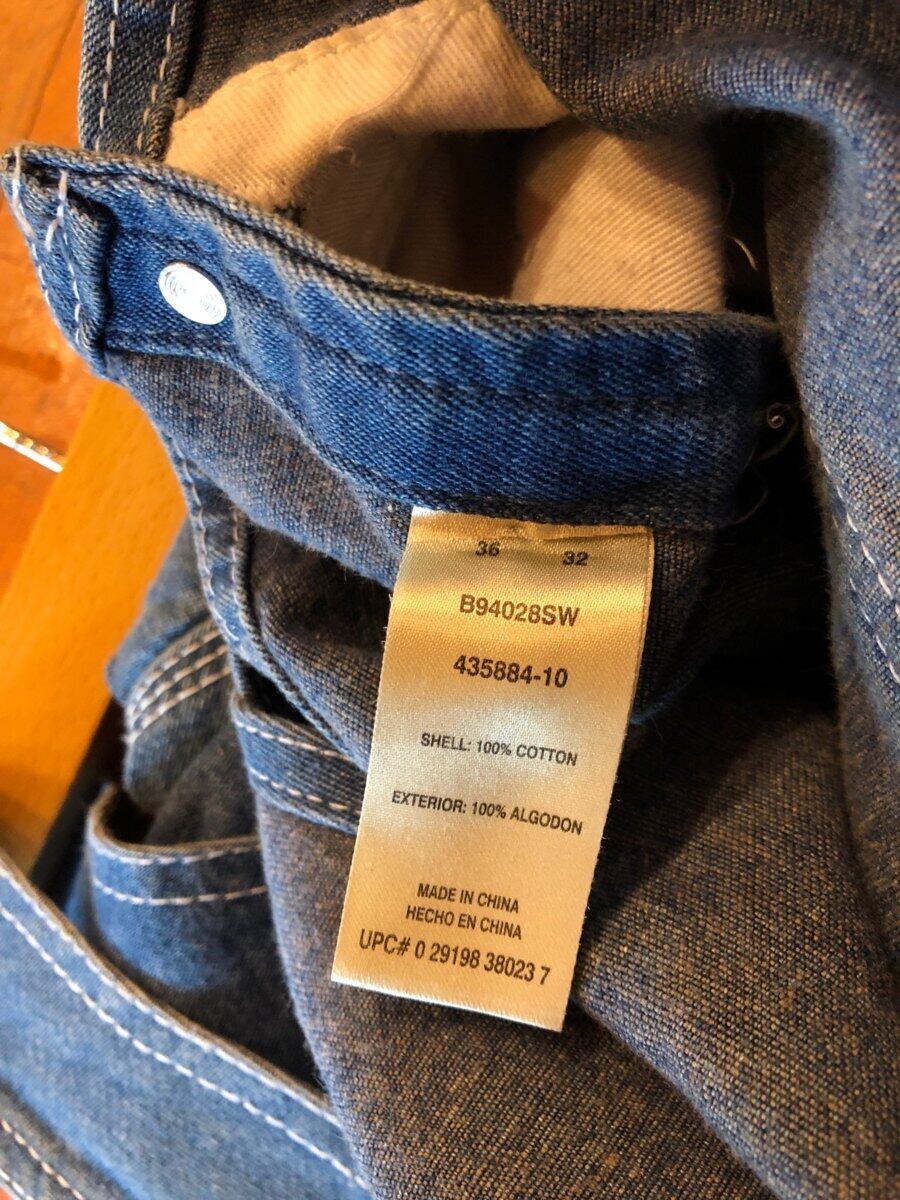 36 32
B94028SW
435884-10
SHELL: 100% COTTON
EXTERIOR: 100% ALGODON
MADE IN CHINA
HECHO EN CHINA
UPC# 0 29198 38023 7